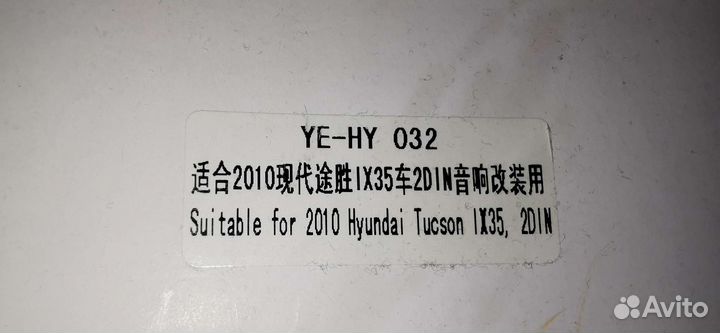 YE-HY 032
适合2010现代途胜IX35车2DIN音响改装用
Suitable for 2010 Hyundai Tucson IX35, 2DIN
Avito